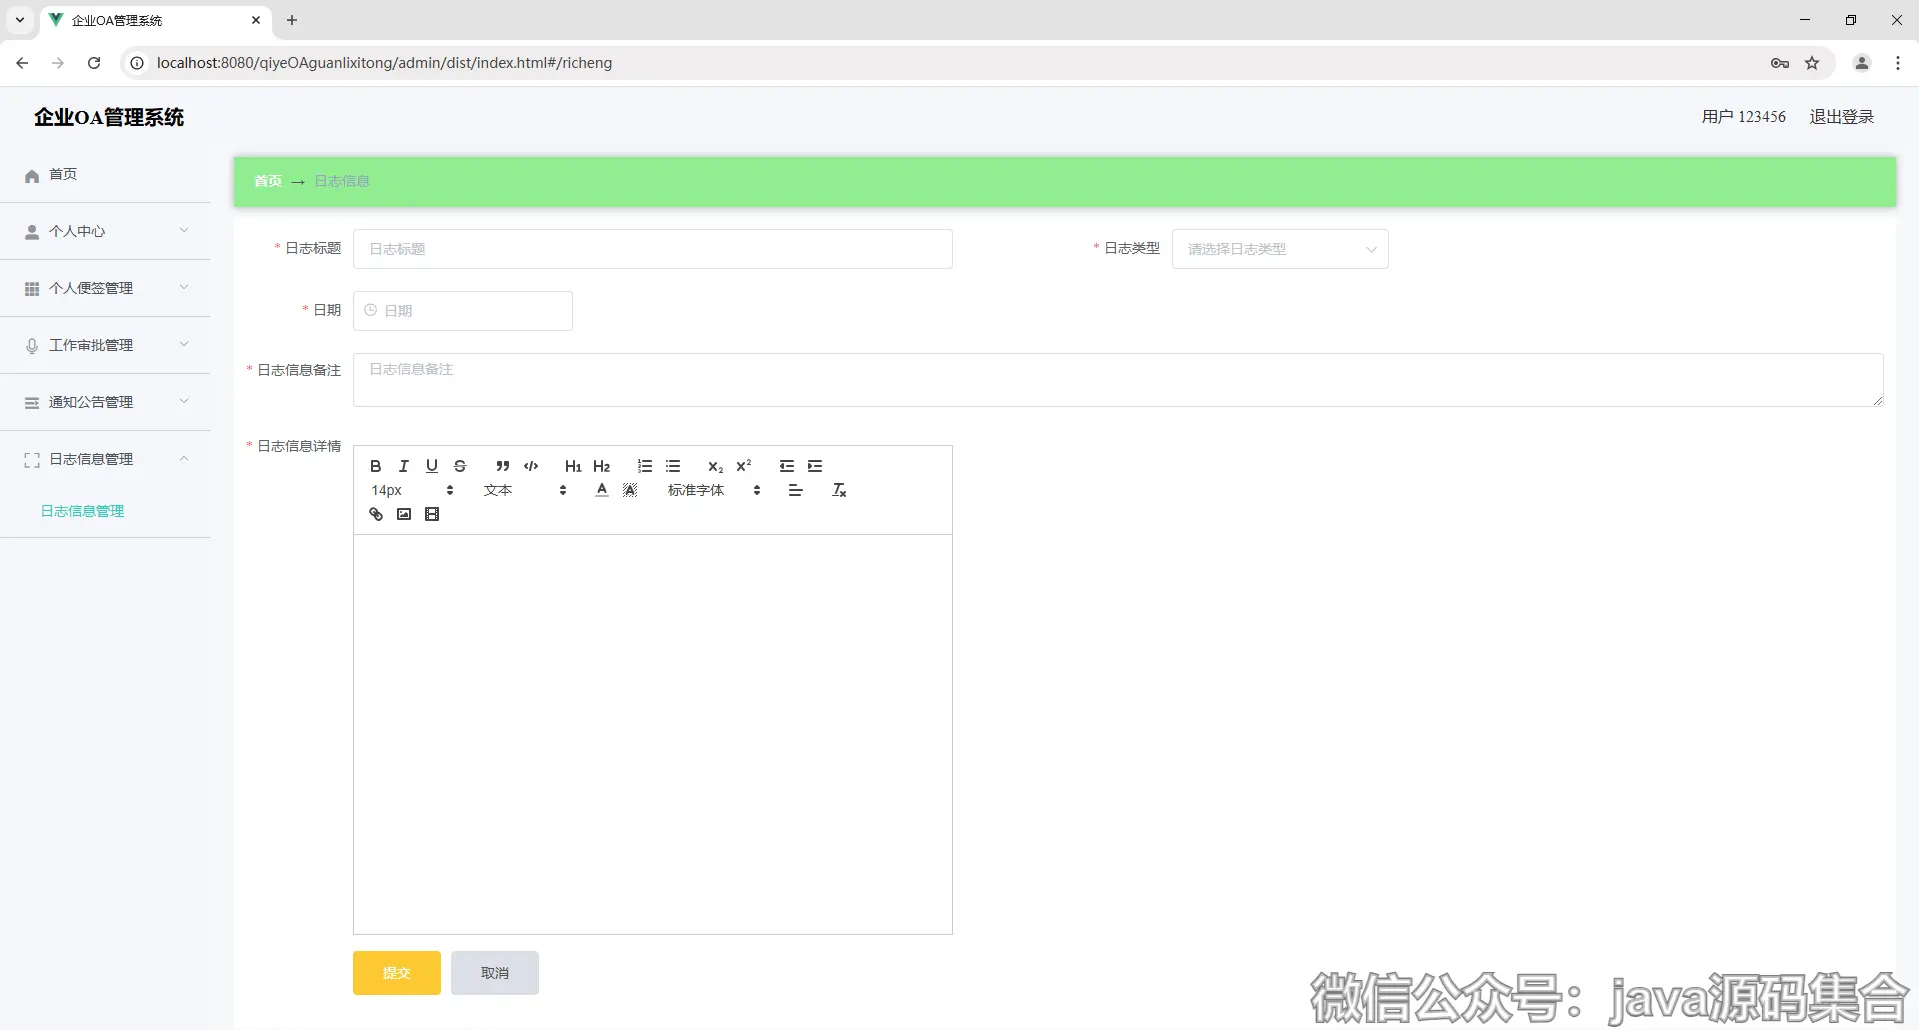 企业OA管理系统
localhost:8080/qiyeOAguanlixitong/admin/dist/index.html#/richeng
企业OA管理系统
用户 123456 退出登录
首页
个人中心
个人便签管理
工作审批管理
通知公告管理
日志信息管理
日志信息管理
首页 → 日志信息
* 日志标题 日志标题
* 日志类型 请选择日志类型
* 日期 日期
* 日志信息备注 日志信息备注
* 日志信息详情
B I U S ” </> H1 H2 X2 X2
14px 文本 A A 标准字体 Tx
提交 取消
微信公众号：java源码集合